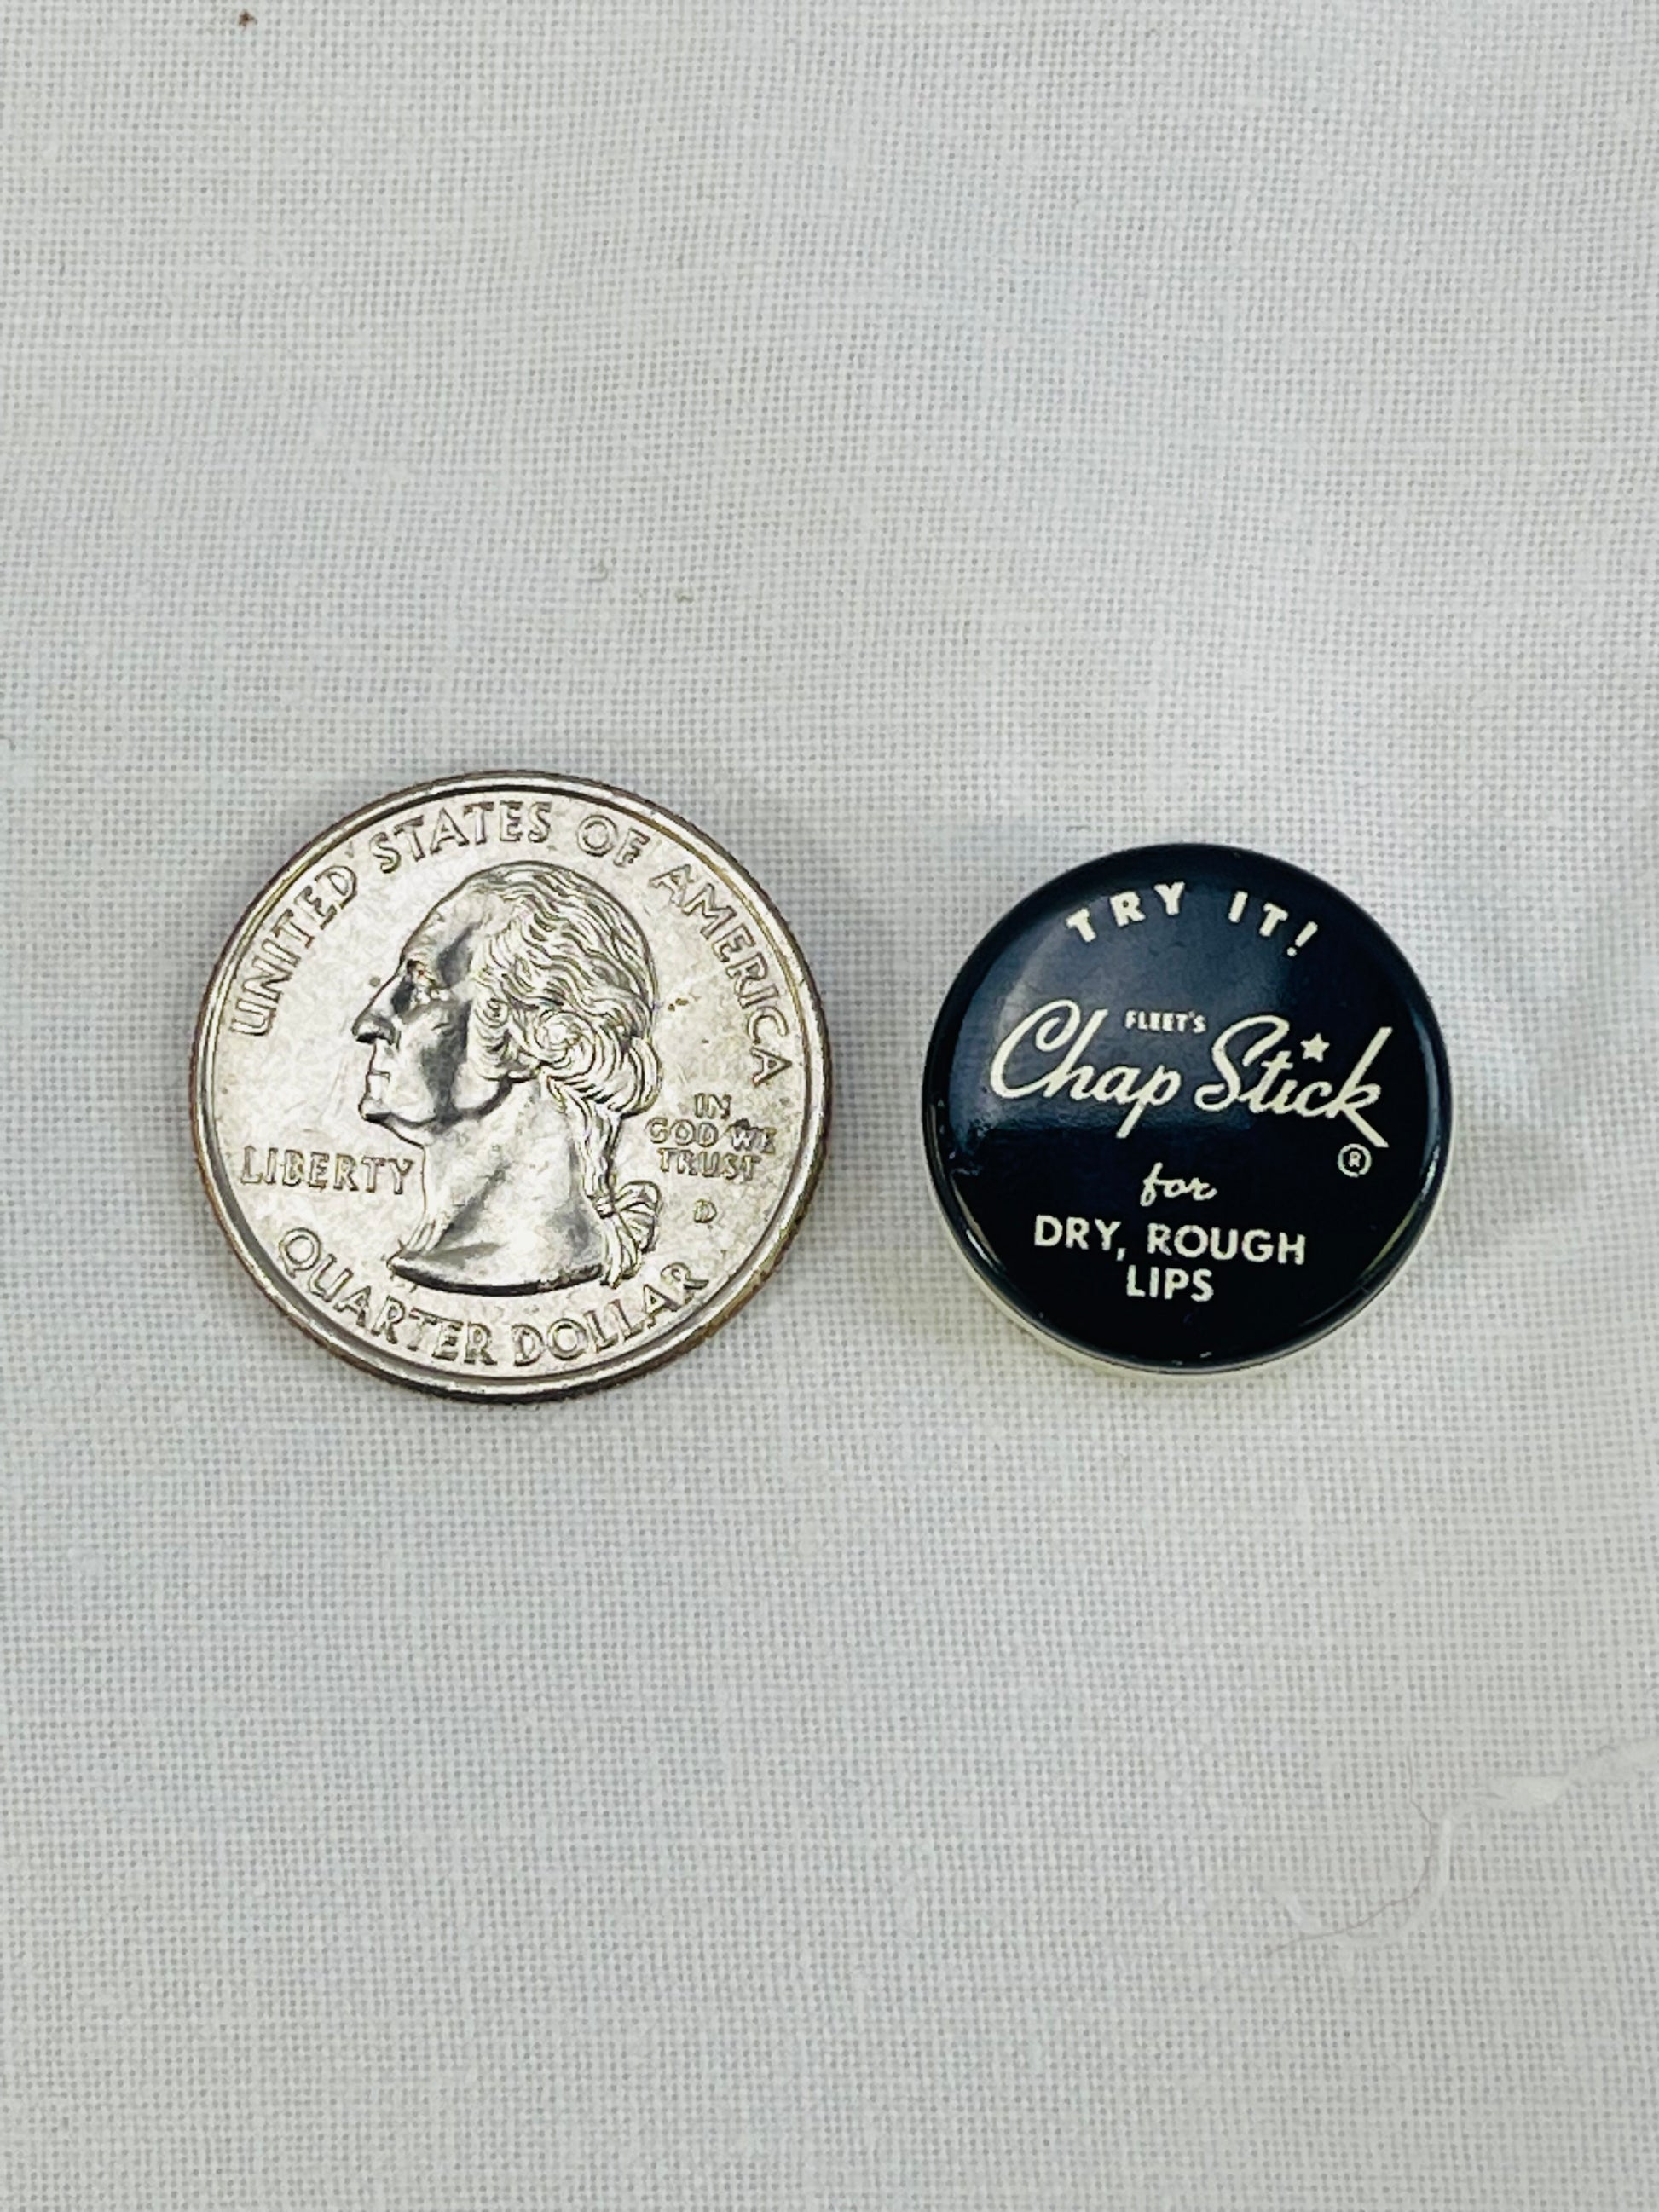 UNITED STATES OF AMERICA
LIBERTY
IN
GOD WE
TRUST
D
QUARTER DOLLAR
TRY IT!
FLEET'S
Chap Stick
®
for
DRY, ROUGH
LIPS